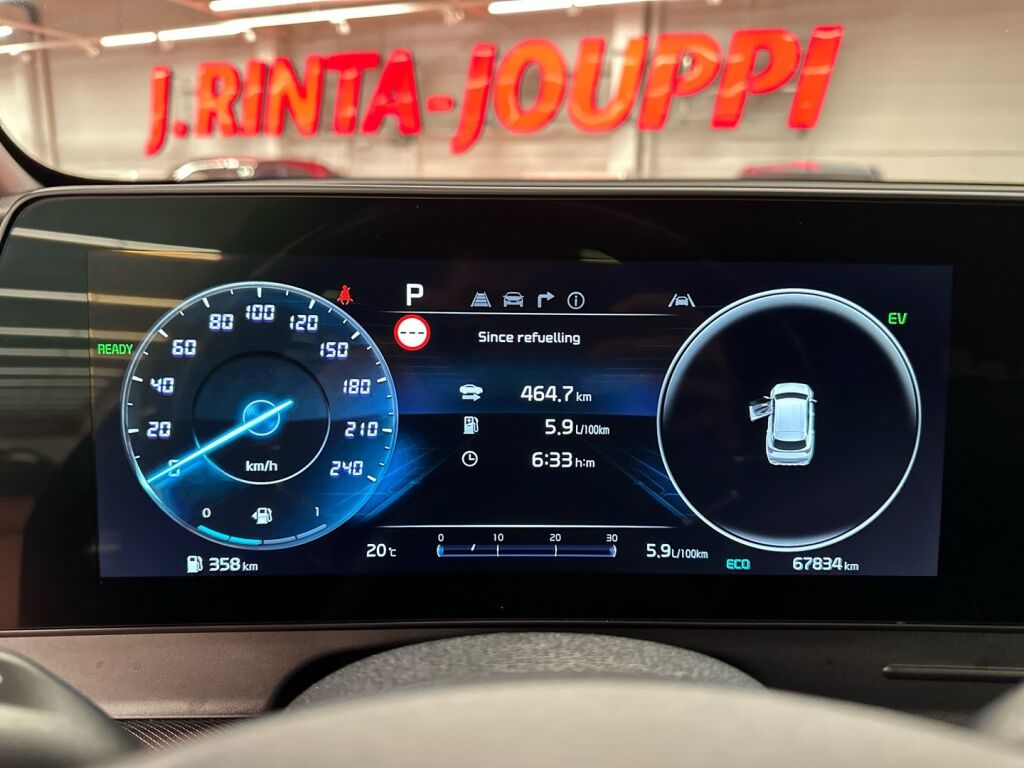 J.RINTA-JOUPPI
READY
P
Since refuelling
EV
464.7 km
5.9 L/100km
6:33 h:m
0
20
40
60
80
100
120
150
180
210
240
km/h
0 1
358 km
20 °c
0 10 20 30
5.9 L/100km
ECO
67834 km